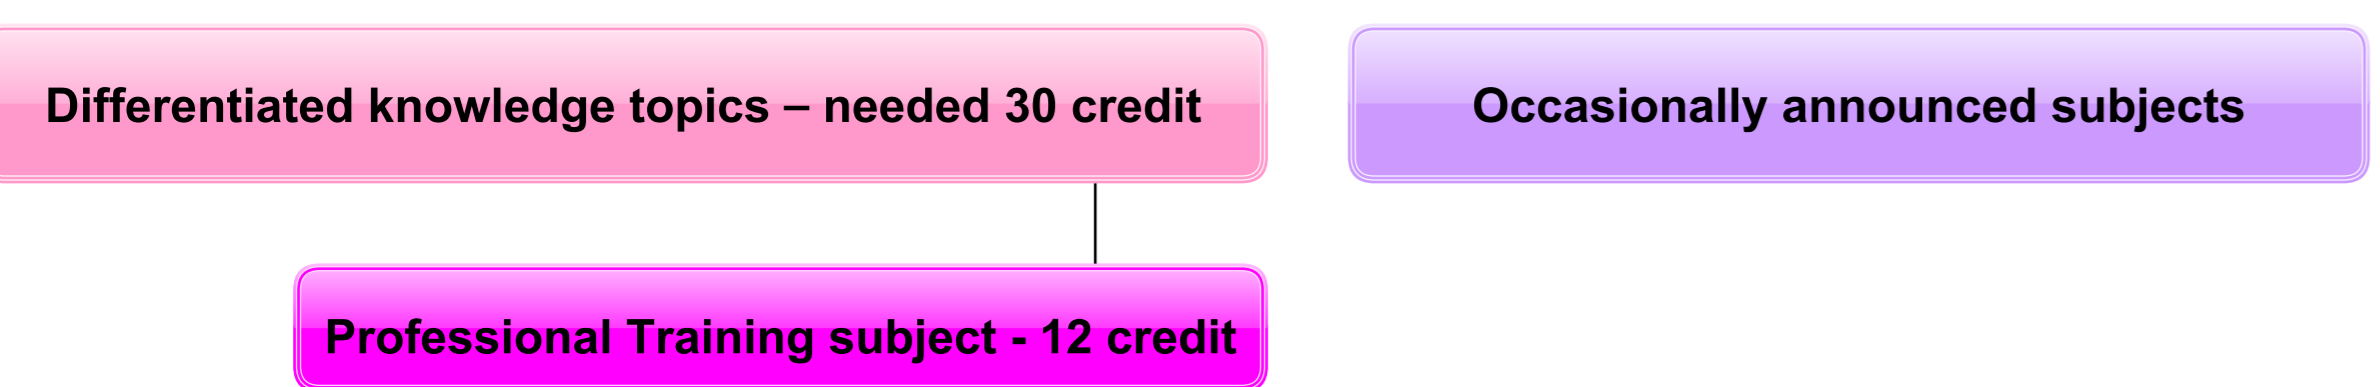 Differentiated knowledge topics – needed 30 credit
Occasionally announced subjects
Professional Training subject - 12 credit